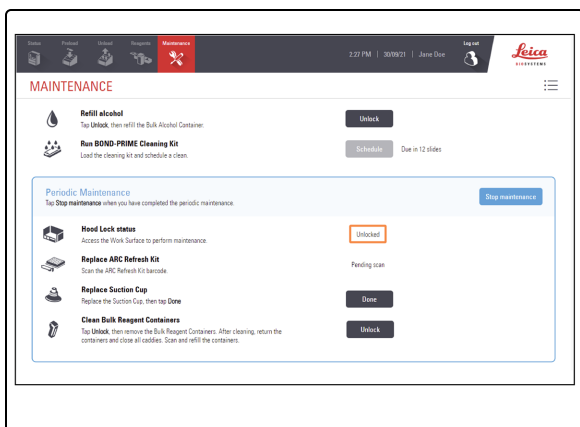 Status Preload Unload Reagents Maintenance
2:27 PM | 30/09/21 | Jane Doe
Log out
Leica
BIOSYSTEMS
MAINTENANCE
Refill alcohol
Tap Unlock, then refill the Bulk Alcohol Container.
Unlock
Run BOND-PRIME Cleaning Kit
Load the cleaning kit and schedule a clean.
Schedule Due in 12 slides
Periodic Maintenance
Tap Stop maintenance when you have completed the periodic maintenance.
Stop maintenance
Hood Lock status
Access the Work Surface to perform maintenance.
Unlocked
Replace ARC Refresh Kit
Scan the ARC Refresh Kit barcode.
Pending scan
Replace Suction Cup
Replace the Suction Cup, then tap Done
Done
Clean Bulk Reagent Containers
Tap Unlock, then remove the Bulk Reagent Containers. After cleaning, return the
containers and close all caddies. Scan and refill the containers.
Unlock